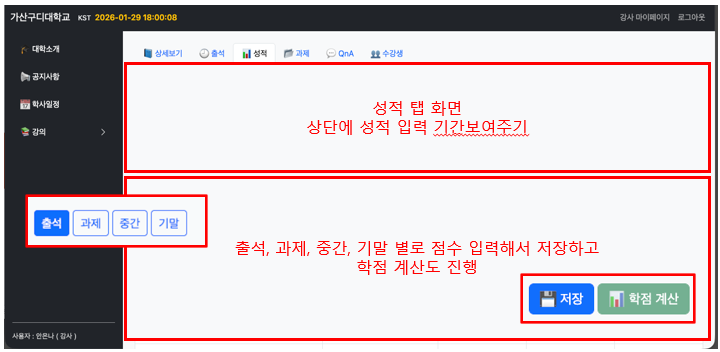 가산구디대학교 KST 2026-01-29 18:00:08 강사 마이페이지 로그아웃
대학소개
공지사항
학사일정
강의
상세보기 출석 성적 과제 QnA 수강생
성적 탭 화면
상단에 성적 입력 기간보여주기
출석 과제 중간 기말
출석, 과제, 중간, 기말 별로 점수 입력해서 저장하고
학점 계산도 진행
저장 학점 계산
사용자 : 안은나 ( 강사 )